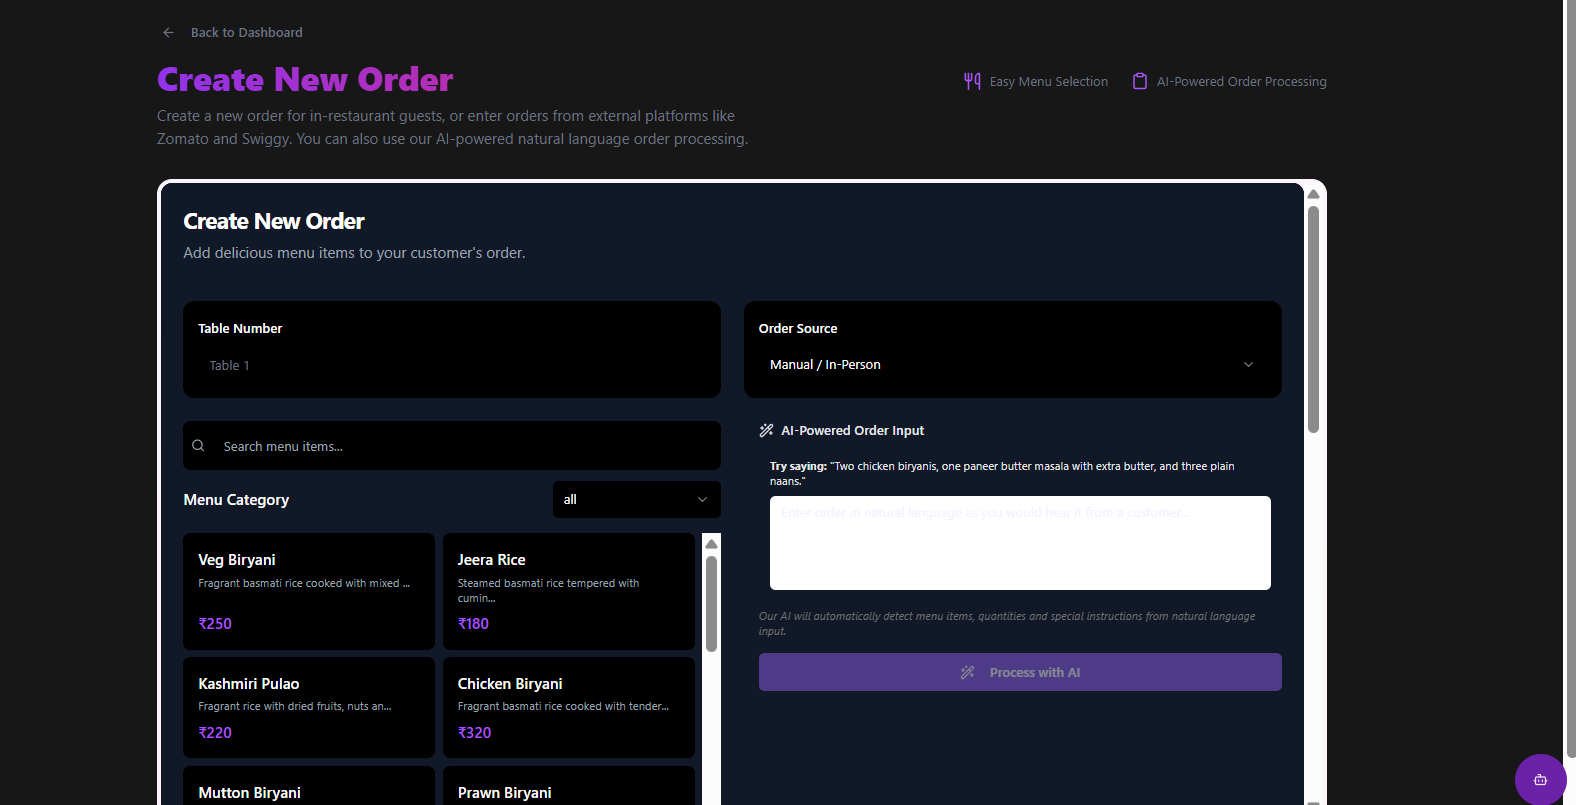 Back to Dashboard
Create New Order
Easy Menu Selection
AI-Powered Order Processing
Create a new order for in-restaurant guests, or enter orders from external platforms like
Zomato and Swiggy. You can also use our AI-powered natural language order processing.
Create New Order
Add delicious menu items to your customer's order.
Table Number
Table 1
Order Source
Manual / In-Person
Search menu items...
Menu Category
all
Veg Biryani
Fragrant basmati rice cooked with mixed ...
₹250
Jeera Rice
Steamed basmati rice tempered with
cumin...
₹180
Kashmiri Pulao
Fragrant rice with dried fruits, nuts an...
₹220
Chicken Biryani
Fragrant basmati rice cooked with tender...
₹320
Mutton Biryani
Prawn Biryani
AI-Powered Order Input
Try saying: "Two chicken biryanis, one paneer butter masala with extra butter, and three plain
naans."
Enter order in natural language as you would hear it from a customer...
Our AI will automatically detect menu items, quantities and special instructions from natural language
input.
Process with AI